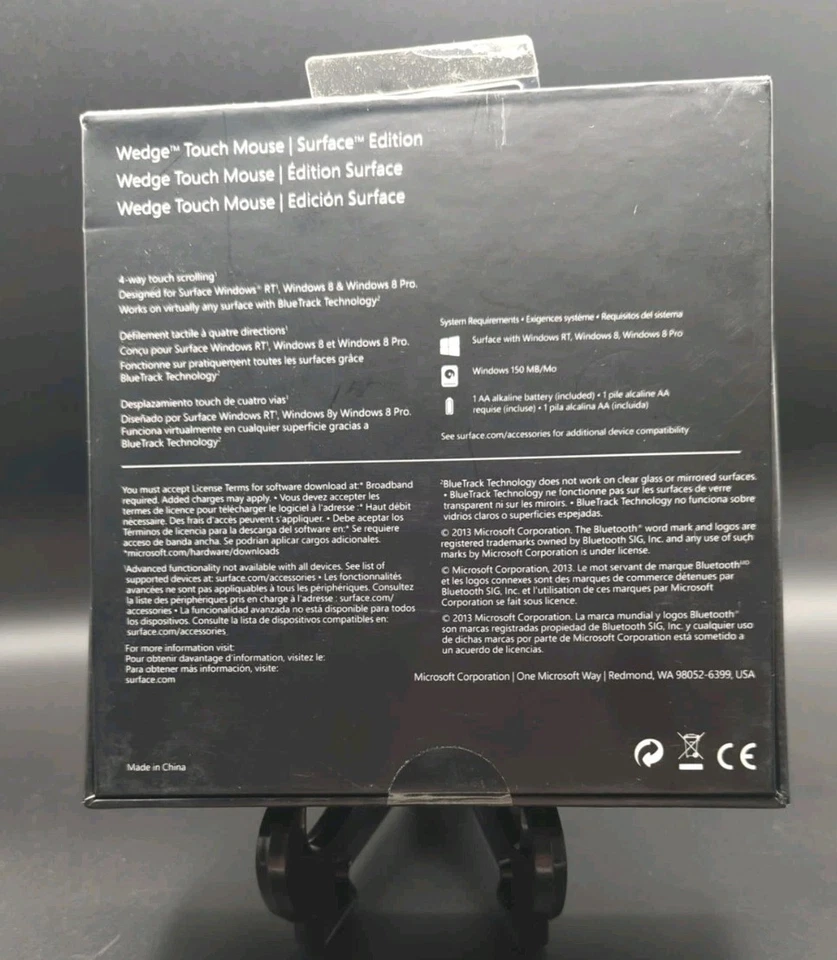 Wedge™ Touch Mouse | Surface™ Edition
Wedge Touch Mouse | Édition Surface
Wedge Touch Mouse | Edición Surface
4-way touch scrolling¹
Designed for Surface Windows® RT¹, Windows 8 & Windows 8 Pro.
Works on virtually any surface with BlueTrack Technology²
Défilement tactile à quatre directions¹
Conçu pour Surface Windows RT¹, Windows 8 et Windows 8 Pro.
Fonctionne sur pratiquement toutes les surfaces grâce
BlueTrack Technology²
Desplazamiento touch de cuatro vías¹
Diseñado por Surface Windows RT¹, Windows 8y Windows 8 Pro.
Funciona virtualmente en cualquier superficie gracias a
BlueTrack Technology²
System Requirements • Exigences système • Requisitos del sistema
Surface with Windows RT, Windows 8, Windows 8 Pro
Windows 150 MB/Mo
1 AA alkaline battery (included) • 1 pile alcaline AA
requise (incluse) • 1 pila alcalina AA (incluida)
See surface.com/accessories for additional device compatibility
You must accept License Terms for software download at:* Broadband
required. Added charges may apply. • Vous devez accepter les
termes de licence pour télécharger le logiciel à l'adresse :* Haut débit
nécessaire. Des frais d'accès peuvent s'appliquer. • Debe aceptar los
Términos de licencia para la descarga del software en:* Se requiere
acceso de banda ancha. Se podrían aplicar cargos adicionales.
*microsoft.com/hardware/downloads
¹Advanced functionality not available with all devices. See list of
supported devices at: surface.com/accessories • Les fonctionnalités
avancées ne sont pas appliquables à tous les périphériques. Consultez
la liste des périphériques pris en charge à l'adresse : surface.com/
accessories • La funcionalidad avanzada no está disponible para todos
los dispositivos. Consulte la lista de dispositivos compatibles en:
surface.com/accessories
For more information visit:
Pour obtenir davantage d'information, visitez le:
Para obtener más información, visite:
surface.com
²BlueTrack Technology does not work on clear glass or mirrored surfaces.
• BlueTrack Technology ne fonctionne pas sur les surfaces de verre
transparent ni sur les miroirs. • BlueTrack Technology no funciona sobre
vidrios claros o superficies espejadas.
© 2013 Microsoft Corporation. The Bluetooth® word mark and logos are
registered trademarks owned by Bluetooth SIG, Inc. and any use of such
marks by Microsoft Corporation is under license.
© Microsoft Corporation, 2013. Le mot servant de marque Bluetoothᴹᴰ
et les logos connexes sont des marques de commerce détenues par
Bluetooth SIG, Inc. et l'utilisation de ces marques par Microsoft
Corporation se fait sous licence.
© 2013 Microsoft Corporation. La marca mundial y logos Bluetooth®
son marcas registradas propiedad de Bluetooth SIG, Inc. y cualquier uso
de dichas marcas por parte de Microsoft Corporation está sometido a
un acuerdo de licencias.
Microsoft Corporation | One Microsoft Way | Redmond, WA 98052-6399, USA
Made in China
CE